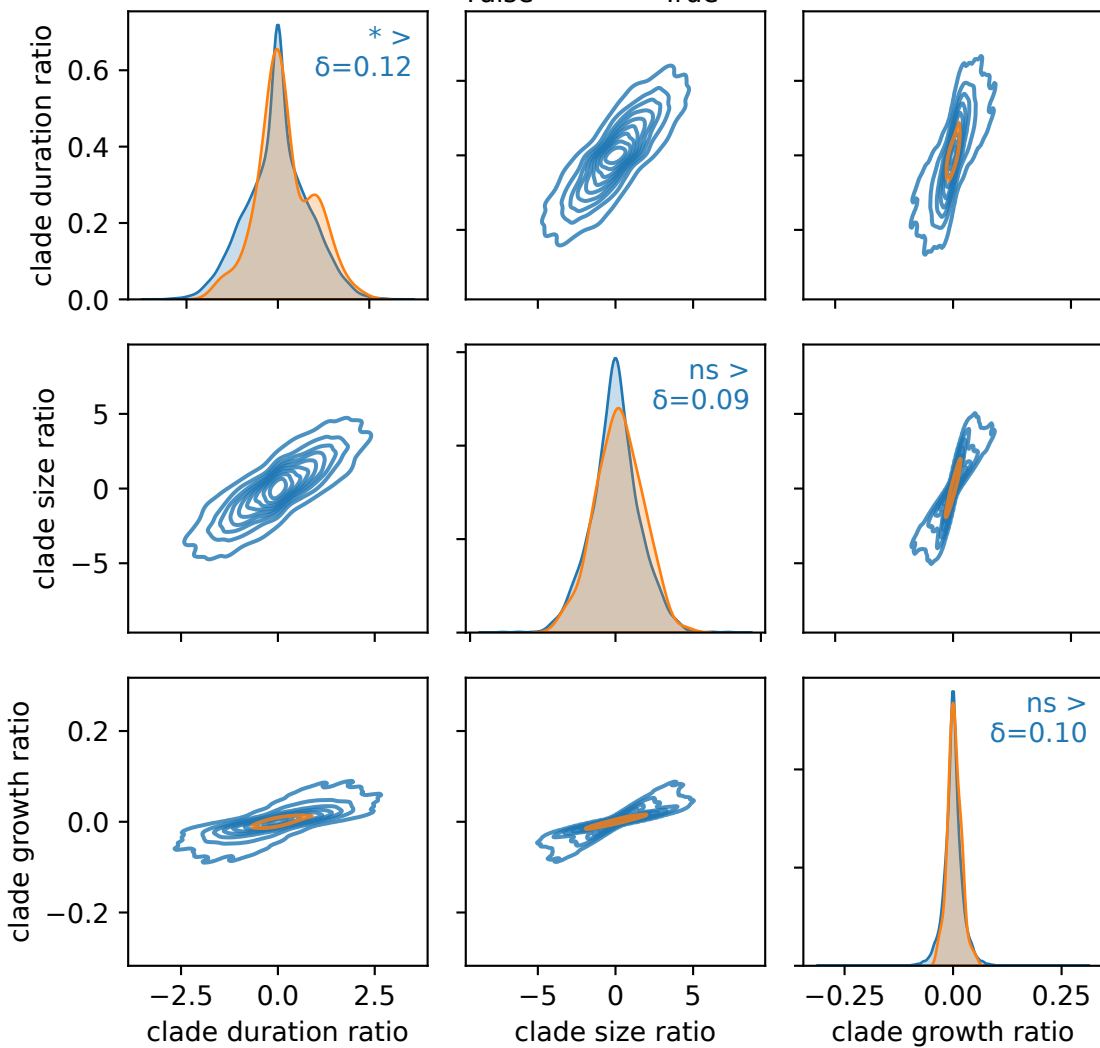 True
clade duration ratio
0.6
0.4
0.2
0.0
* >
δ=0.12
clade size ratio
5
0
−5
ns >
δ=0.09
clade growth ratio
0.2
0.0
−0.2
ns >
δ=0.10
−2.5 0.0 2.5
clade duration ratio
−5 0 5
clade size ratio
−0.25 0.00 0.25
clade growth ratio